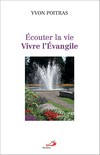 YVON POITRAS
Écouter la vie
Vivre l'Évangile